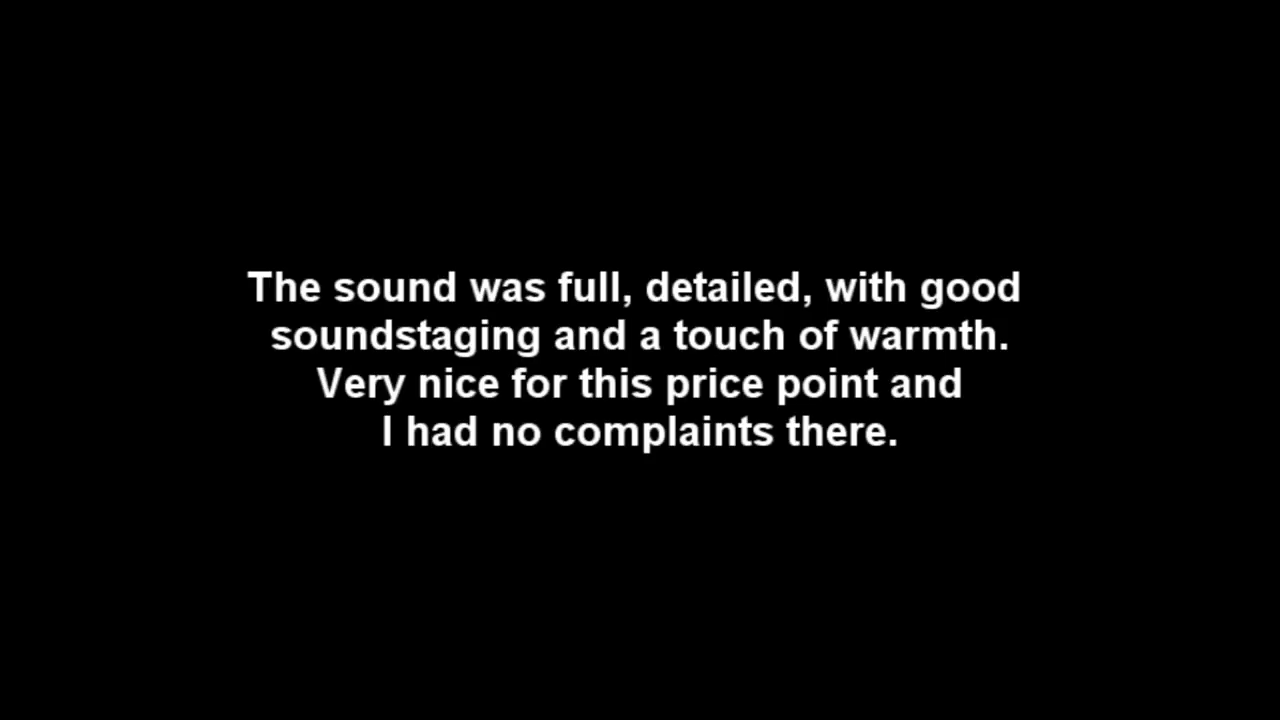 The sound was full, detailed, with good
soundstaging and a touch of warmth.
Very nice for this price point and
I had no complaints there.